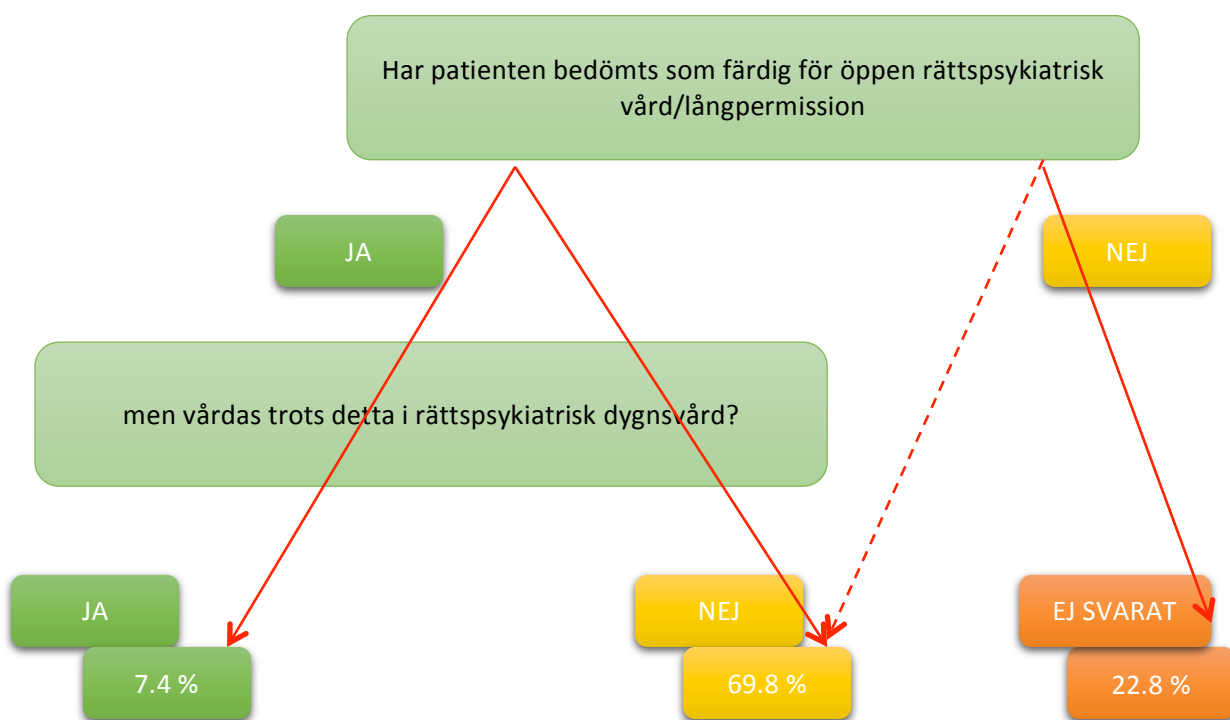 Har patienten bedömts som färdig för öppen rättspsykiatrisk
vård/långpermission
JA
NEJ
men vårdas trots detta i rättspsykiatrisk dygnsvård?
JA
NEJ
EJ SVARAT
7.4 %
69.8 %
22.8 %